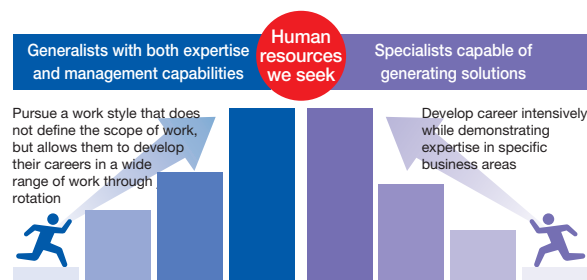 Generalists with both expertise
and management capabilities
Human
resources
we seek
Specialists capable of
generating solutions
Pursue a work style that does
not define the scope of work,
but allows them to develop
their careers in a wide
range of work through
rotation
Develop career intensively
while demonstrating
expertise in specific
business areas